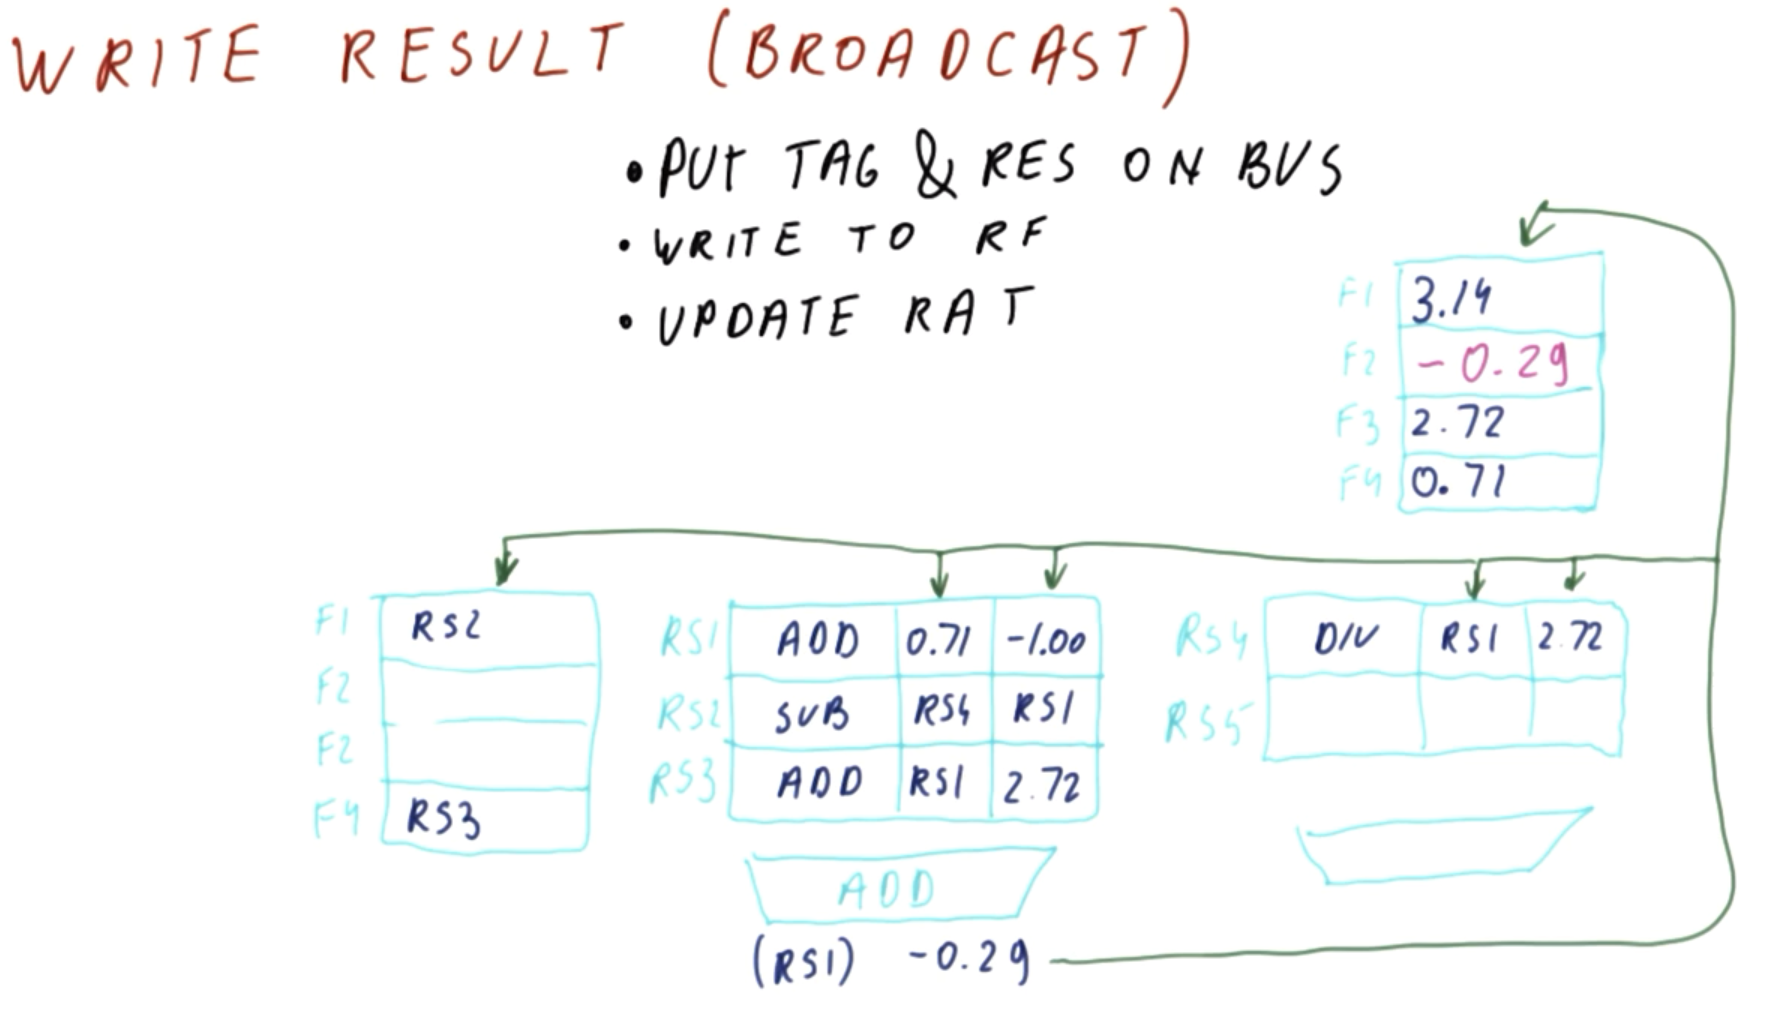 WRITE RESULT (BROADCAST)
• PUT TAG & RES ON BUS
• WRITE TO RF
• UPDATE RAT
F1 3.14
F2 -0.29
F3 2.72
F4 0.71
F1 RS2
F2
F2
F4 RS3
RS1 ADD 0.71 -1.00
RS2 SUB RS4 RS1
RS3 ADD RS1 2.72
ADD
(RS1) -0.29
RS4 DIV RS1 2.72
RS5